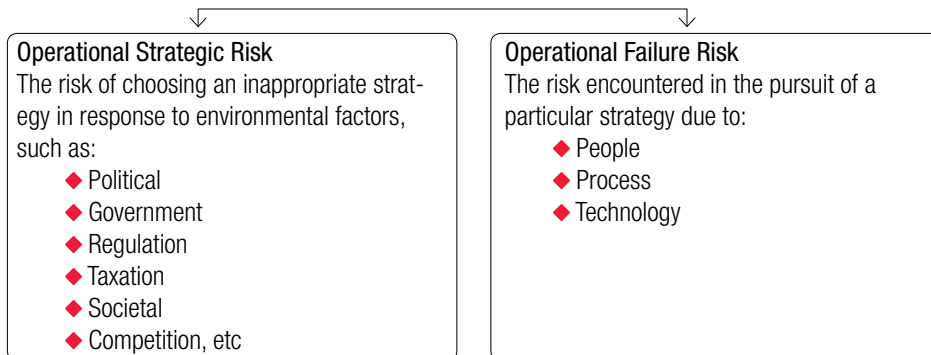 Operational Strategic Risk
The risk of choosing an inappropriate strat-
egy in response to environmental factors,
such as:
◆ Political
◆ Government
◆ Regulation
◆ Taxation
◆ Societal
◆ Competition, etc
Operational Failure Risk
The risk encountered in the pursuit of a
particular strategy due to:
◆ People
◆ Process
◆ Technology